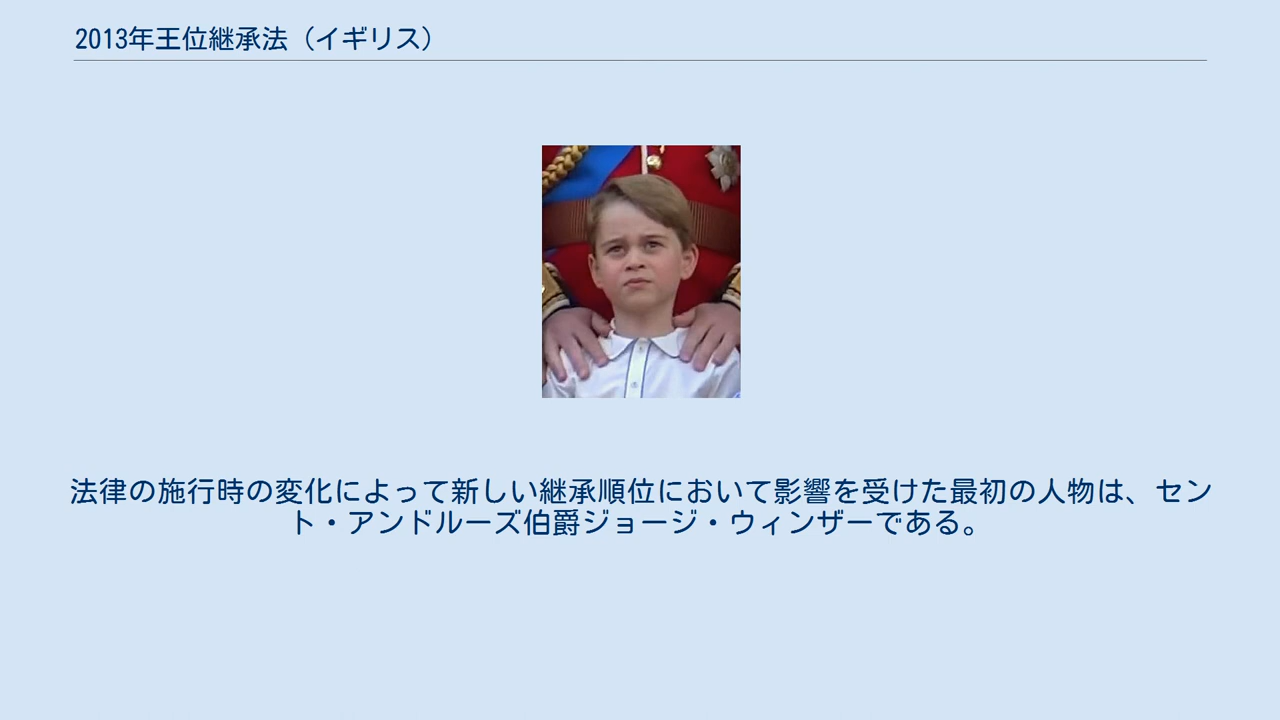 2013年王位継承法（イギリス）
法律の施行時の変化によって新しい継承順位において影響を受けた最初の人物は、セン
ト・アンドルーズ伯爵ジョージ・ウィンザーである。